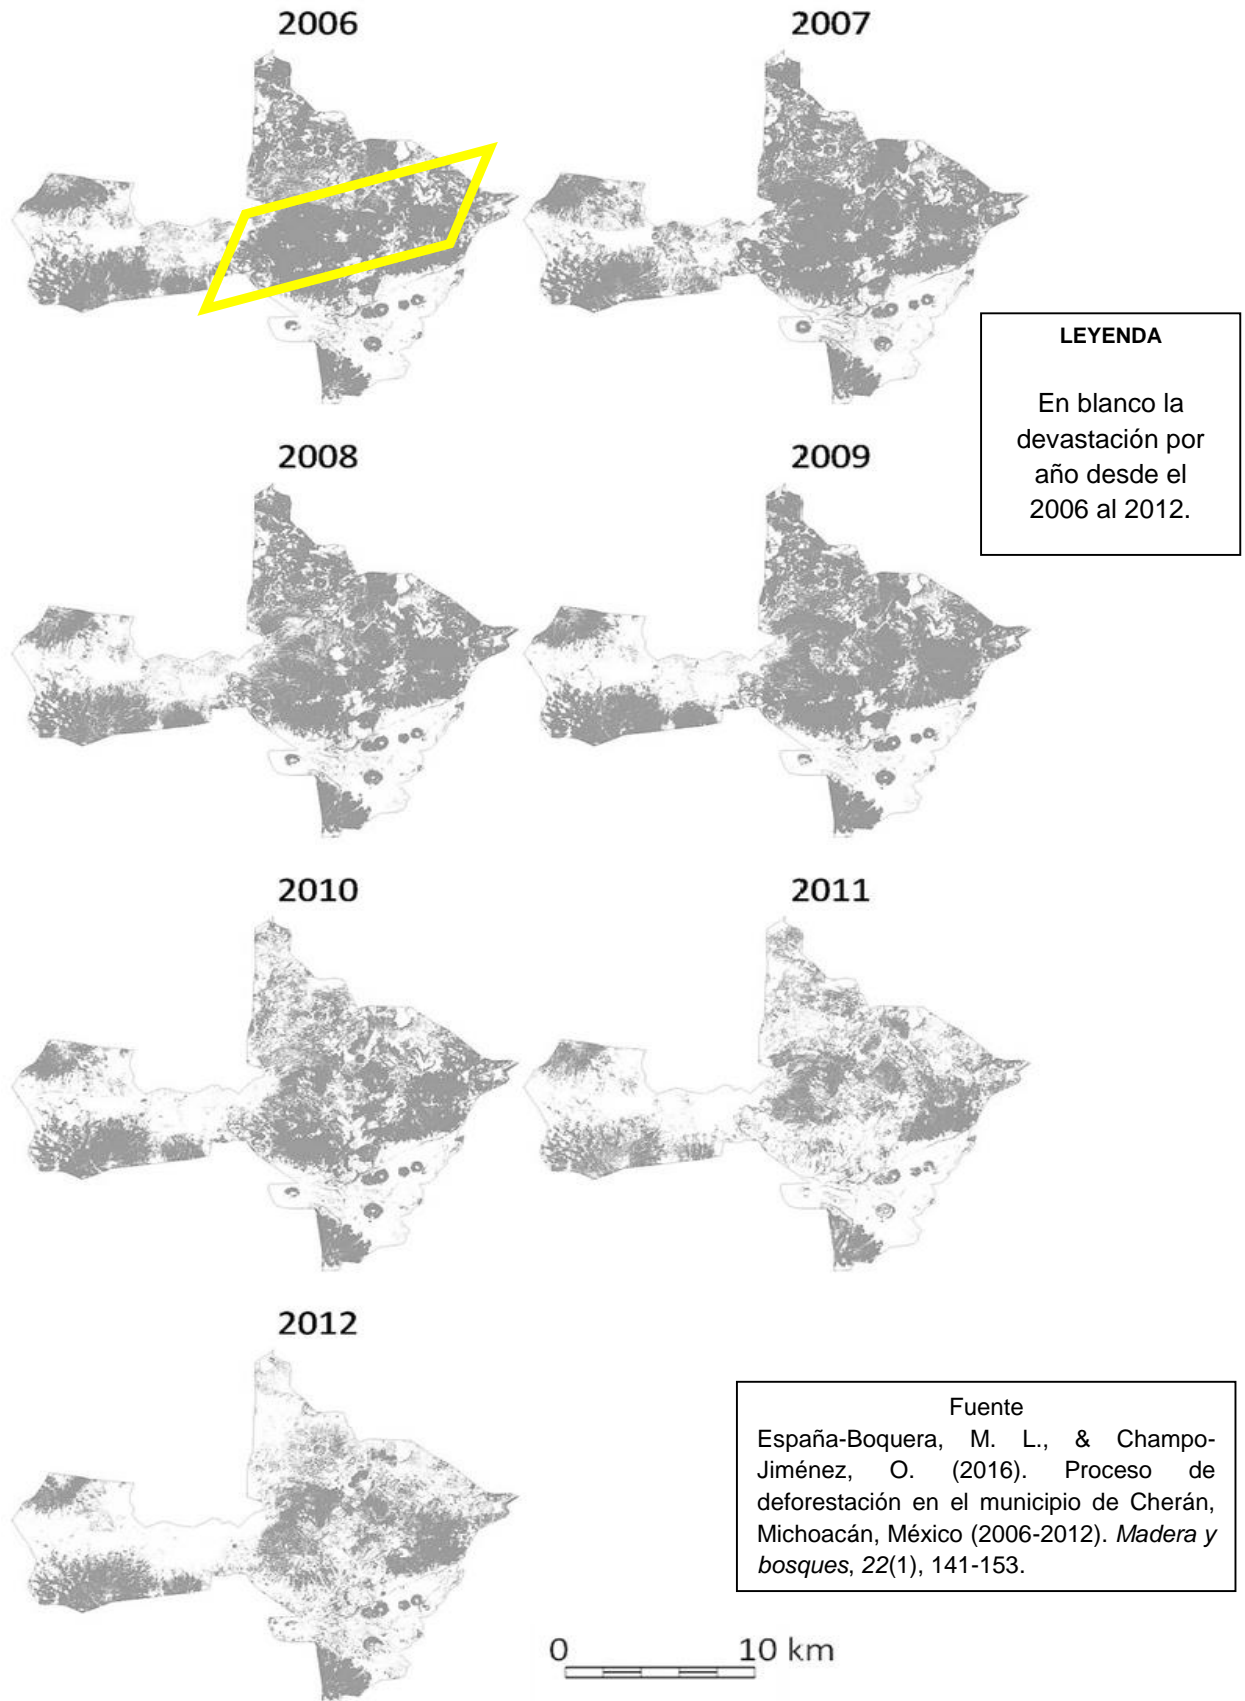 2006
2007
LEYENDA
En blanco la
devastación por
año desde el
2006 al 2012.
2008
2009
2010
2011
2012
Fuente
España-Boquera, M. L., & Champo-
Jiménez, O. (2016). Proceso de
deforestación en el municipio de Cherán,
Michoacán, México (2006-2012). Madera y
bosques, 22(1), 141-153.
0 10 km